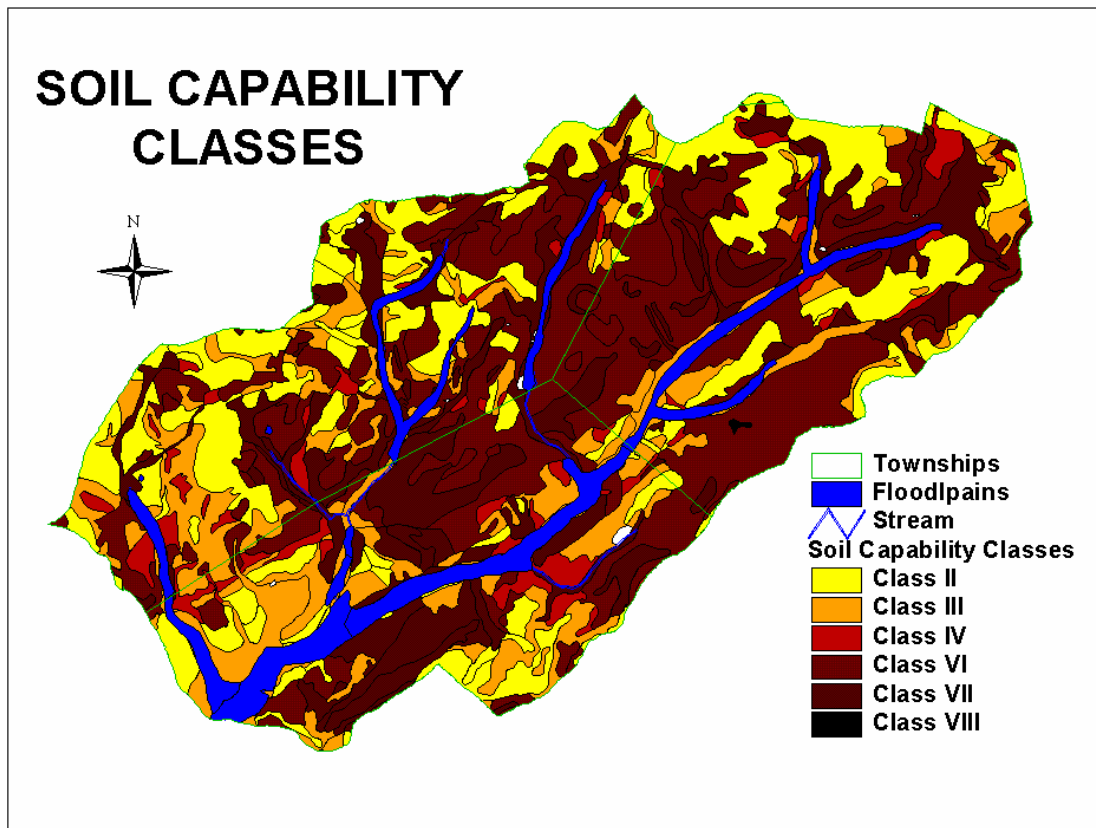 SOIL CAPABILITY
CLASSES
N
Townships
Floodlpains
Stream
Soil Capability Classes
Class II
Class III
Class IV
Class VI
Class VII
Class VIII